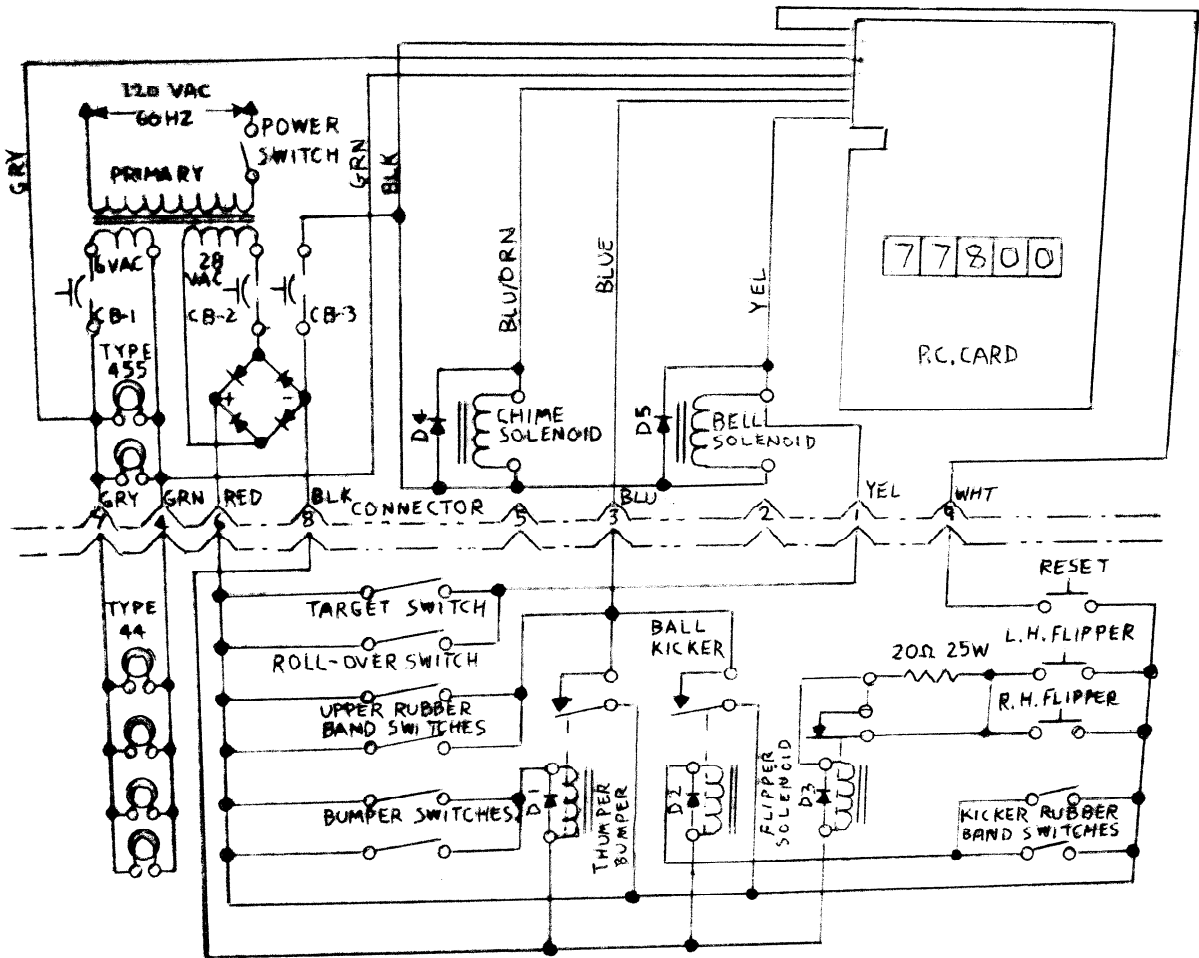 120 VAC
60HZ
POWER
SWITCH
GRY
PRIMARY
GRN
BLK
6VAC
28
VAC
CB-1
CB-2
CB-3
TYPE
455
+
-
BLU/ORN
BLUE
YEL
77800
P.C. CARD
D4
CHIME
SOLENOID
D5
BELL
SOLENOID
GRY
GRN
RED
BLK
CONNECTOR
BLU
YEL
WHT
7
4
6
8
5
3
2
1
9
TYPE
44
TARGET SWITCH
ROLL-OVER SWITCH
UPPER RUBBER
BAND SWITCHES
BUMPER SWITCHES
D1
THUMPER
BUMPER
BALL
KICKER
D2
FLIPPER
SOLENOID
D3
20Ω 25W
RESET
L.H. FLIPPER
R.H. FLIPPER
KICKER RUBBER
BAND SWITCHES